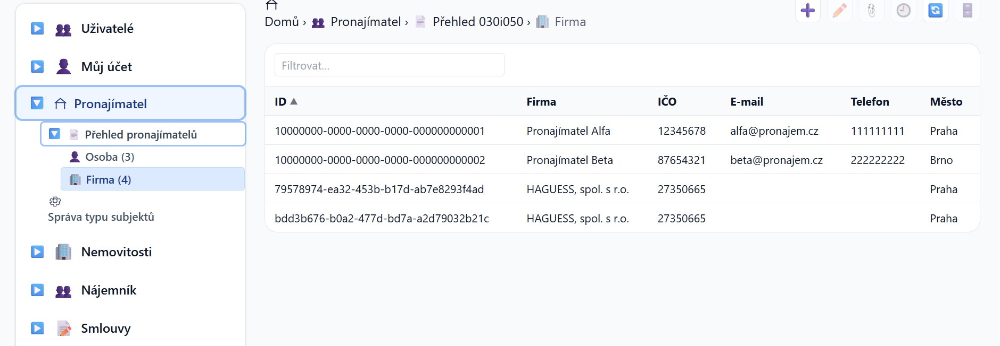 Uživatelé
Můj účet
Pronajímatel
Přehled pronajímatelů
Osoba (3)
Firma (4)
Správa typu subjektů
Nemovitosti
Nájemník
Smlouvy
Domů › Pronajímatel › Přehled 030i050 › Firma
Filtrovat...
ID ▲ Firma IČO E-mail Telefon Město
10000000-0000-0000-0000-000000000001 Pronajímatel Alfa 12345678 alfa@pronajem.cz 111111111 Praha
10000000-0000-0000-0000-000000000002 Pronajímatel Beta 87654321 beta@pronajem.cz 222222222 Brno
79578974-ea32-453b-b17d-ab7e8293f4ad HAGUESS, spol. s r.o. 27350665 Praha
bdd3b676-b0a2-477d-bd7a-a2d79032b21c HAGUESS, spol. s r.o. 27350665 Praha